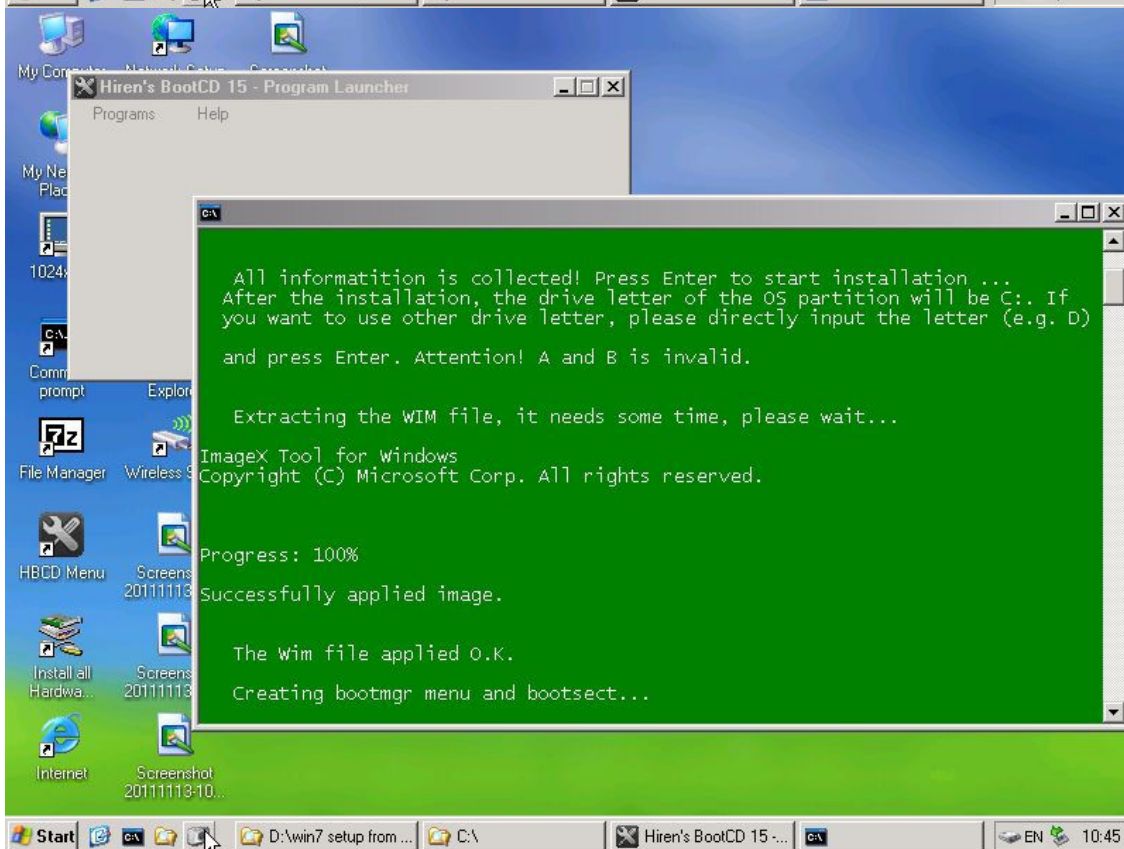 My Computer
Network Setup
Screenshot
Hiren's BootCD 15 - Program Launcher
Programs Help
My Ne
Plac
1024x
C:\
All informatition is collected! Press Enter to start installation ...
After the installation, the drive letter of the OS partition will be C:. If
you want to use other drive letter, please directly input the letter (e.g. D)
and press Enter. Attention! A and B is invalid.
Extracting the WIM file, it needs some time, please wait...
ImageX Tool for Windows
Copyright (C) Microsoft Corp. All rights reserved.
Progress: 100%
Successfully applied image.
The Wim file applied O.K.
Creating bootmgr menu and bootsect...
Comm
prompt
Explor
7z
File Manager
Wireless S
HBCD Menu
Screens
20111113
Install all
Hardwa...
Screens
20111113
Internet
Screenshot
20111113-10...
Start
D:\win7 setup from ...
C:\
Hiren's BootCD 15 -...
EN
10:45